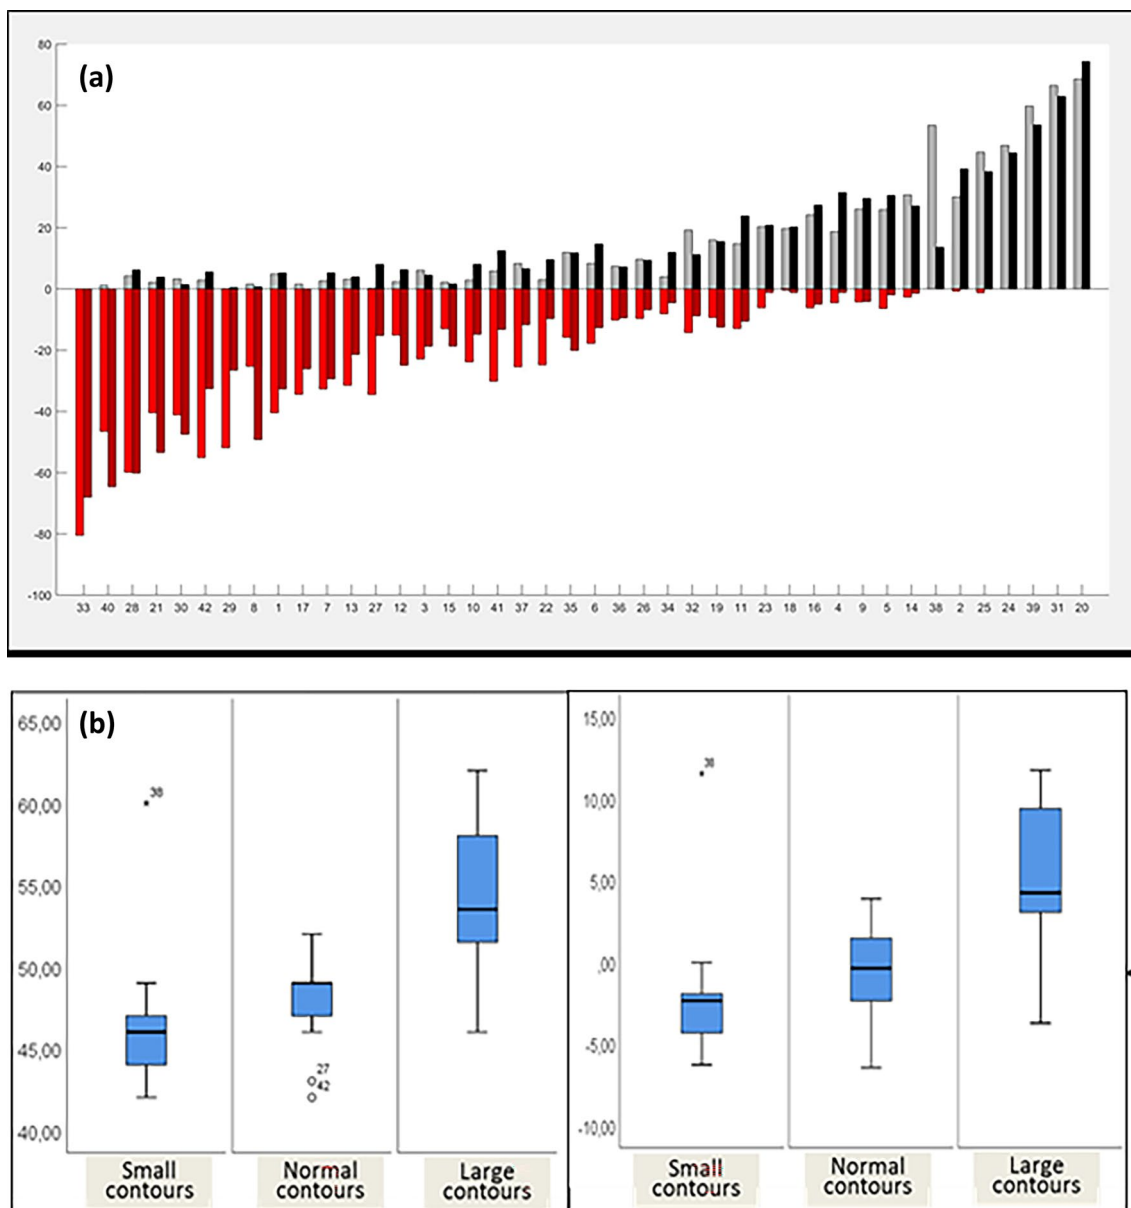 (a)
80
60
40
20
0
-20
-40
-60
-80
-100
33 40 28 21 30 42 29 8 1 17 7 13 27 12 3 15 10 41 37 22 35 6 36 26 34 32 19 11 23 18 16 4 9 5 14 38 2 25 24 39 31 20
(b)
65,00
60,00
55,00
50,00
45,00
40,00
38
27
42
Small
contours
Normal
contours
Large
contours
15,00
10,00
5,00
,00
-5,00
-10,00
38
Small
contours
Normal
contours
Large
contours